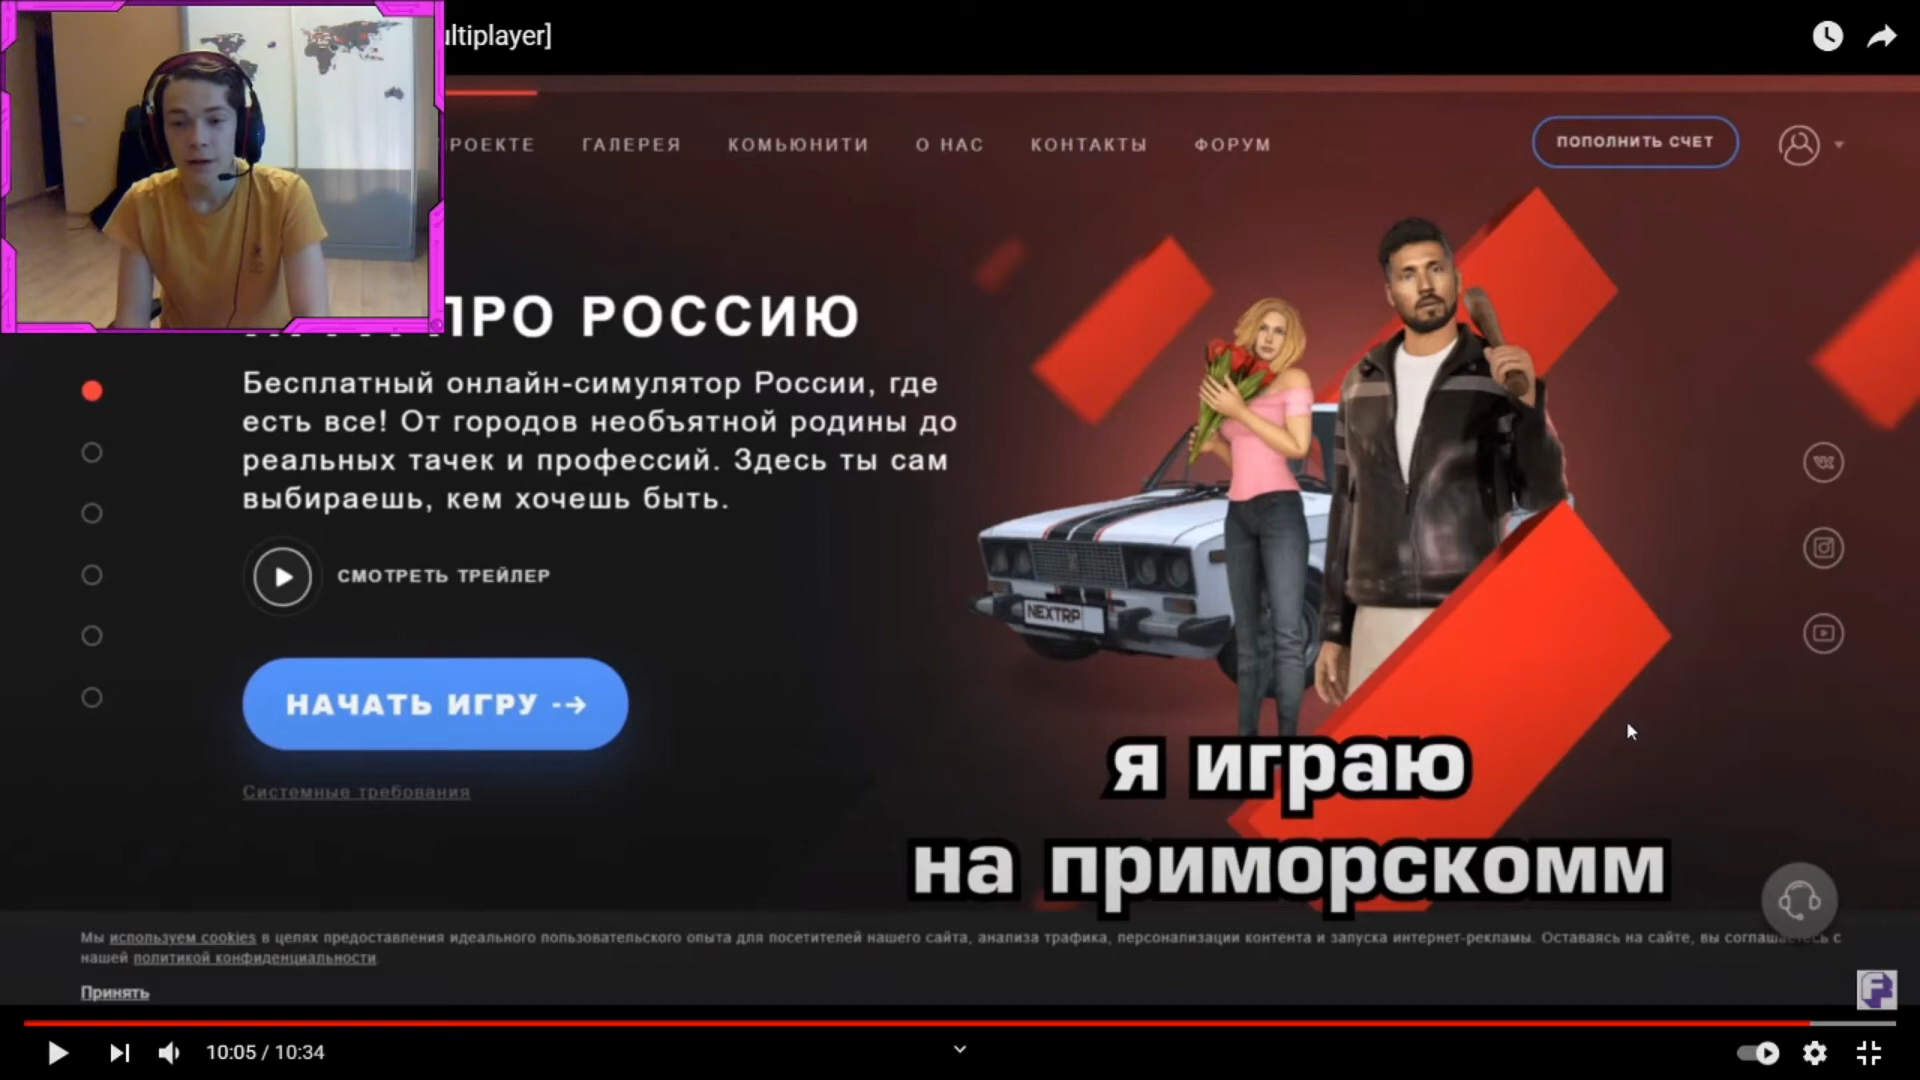 ultiplayer]
РОЕКТЕ ГАЛЕРЕЯ КОМЬЮНИТИ О НАС КОНТАКТЫ ФОРУМ ПОПОЛНИТЬ СЧЕТ
ПРО РОССИЮ
Бесплатный онлайн-симулятор России, где
есть все! От городов необъятной родины до
реальных тачек и профессий. Здесь ты сам
выбираешь, кем хочешь быть.
СМОТРЕТЬ ТРЕЙЛЕР
NEXTRP
НАЧАТЬ ИГРУ -→
Системные требования
я играю
на приморскомм
Мы используем cookies в целях предоставления идеального пользовательского опыта для посетителей нашего сайта, анализа трафика, персонализации контента и запуска интернет-рекламы. Оставаясь на сайте, вы соглашаетесь с
нашей политикой конфиденциальности.
Принять
10:05 / 10:34